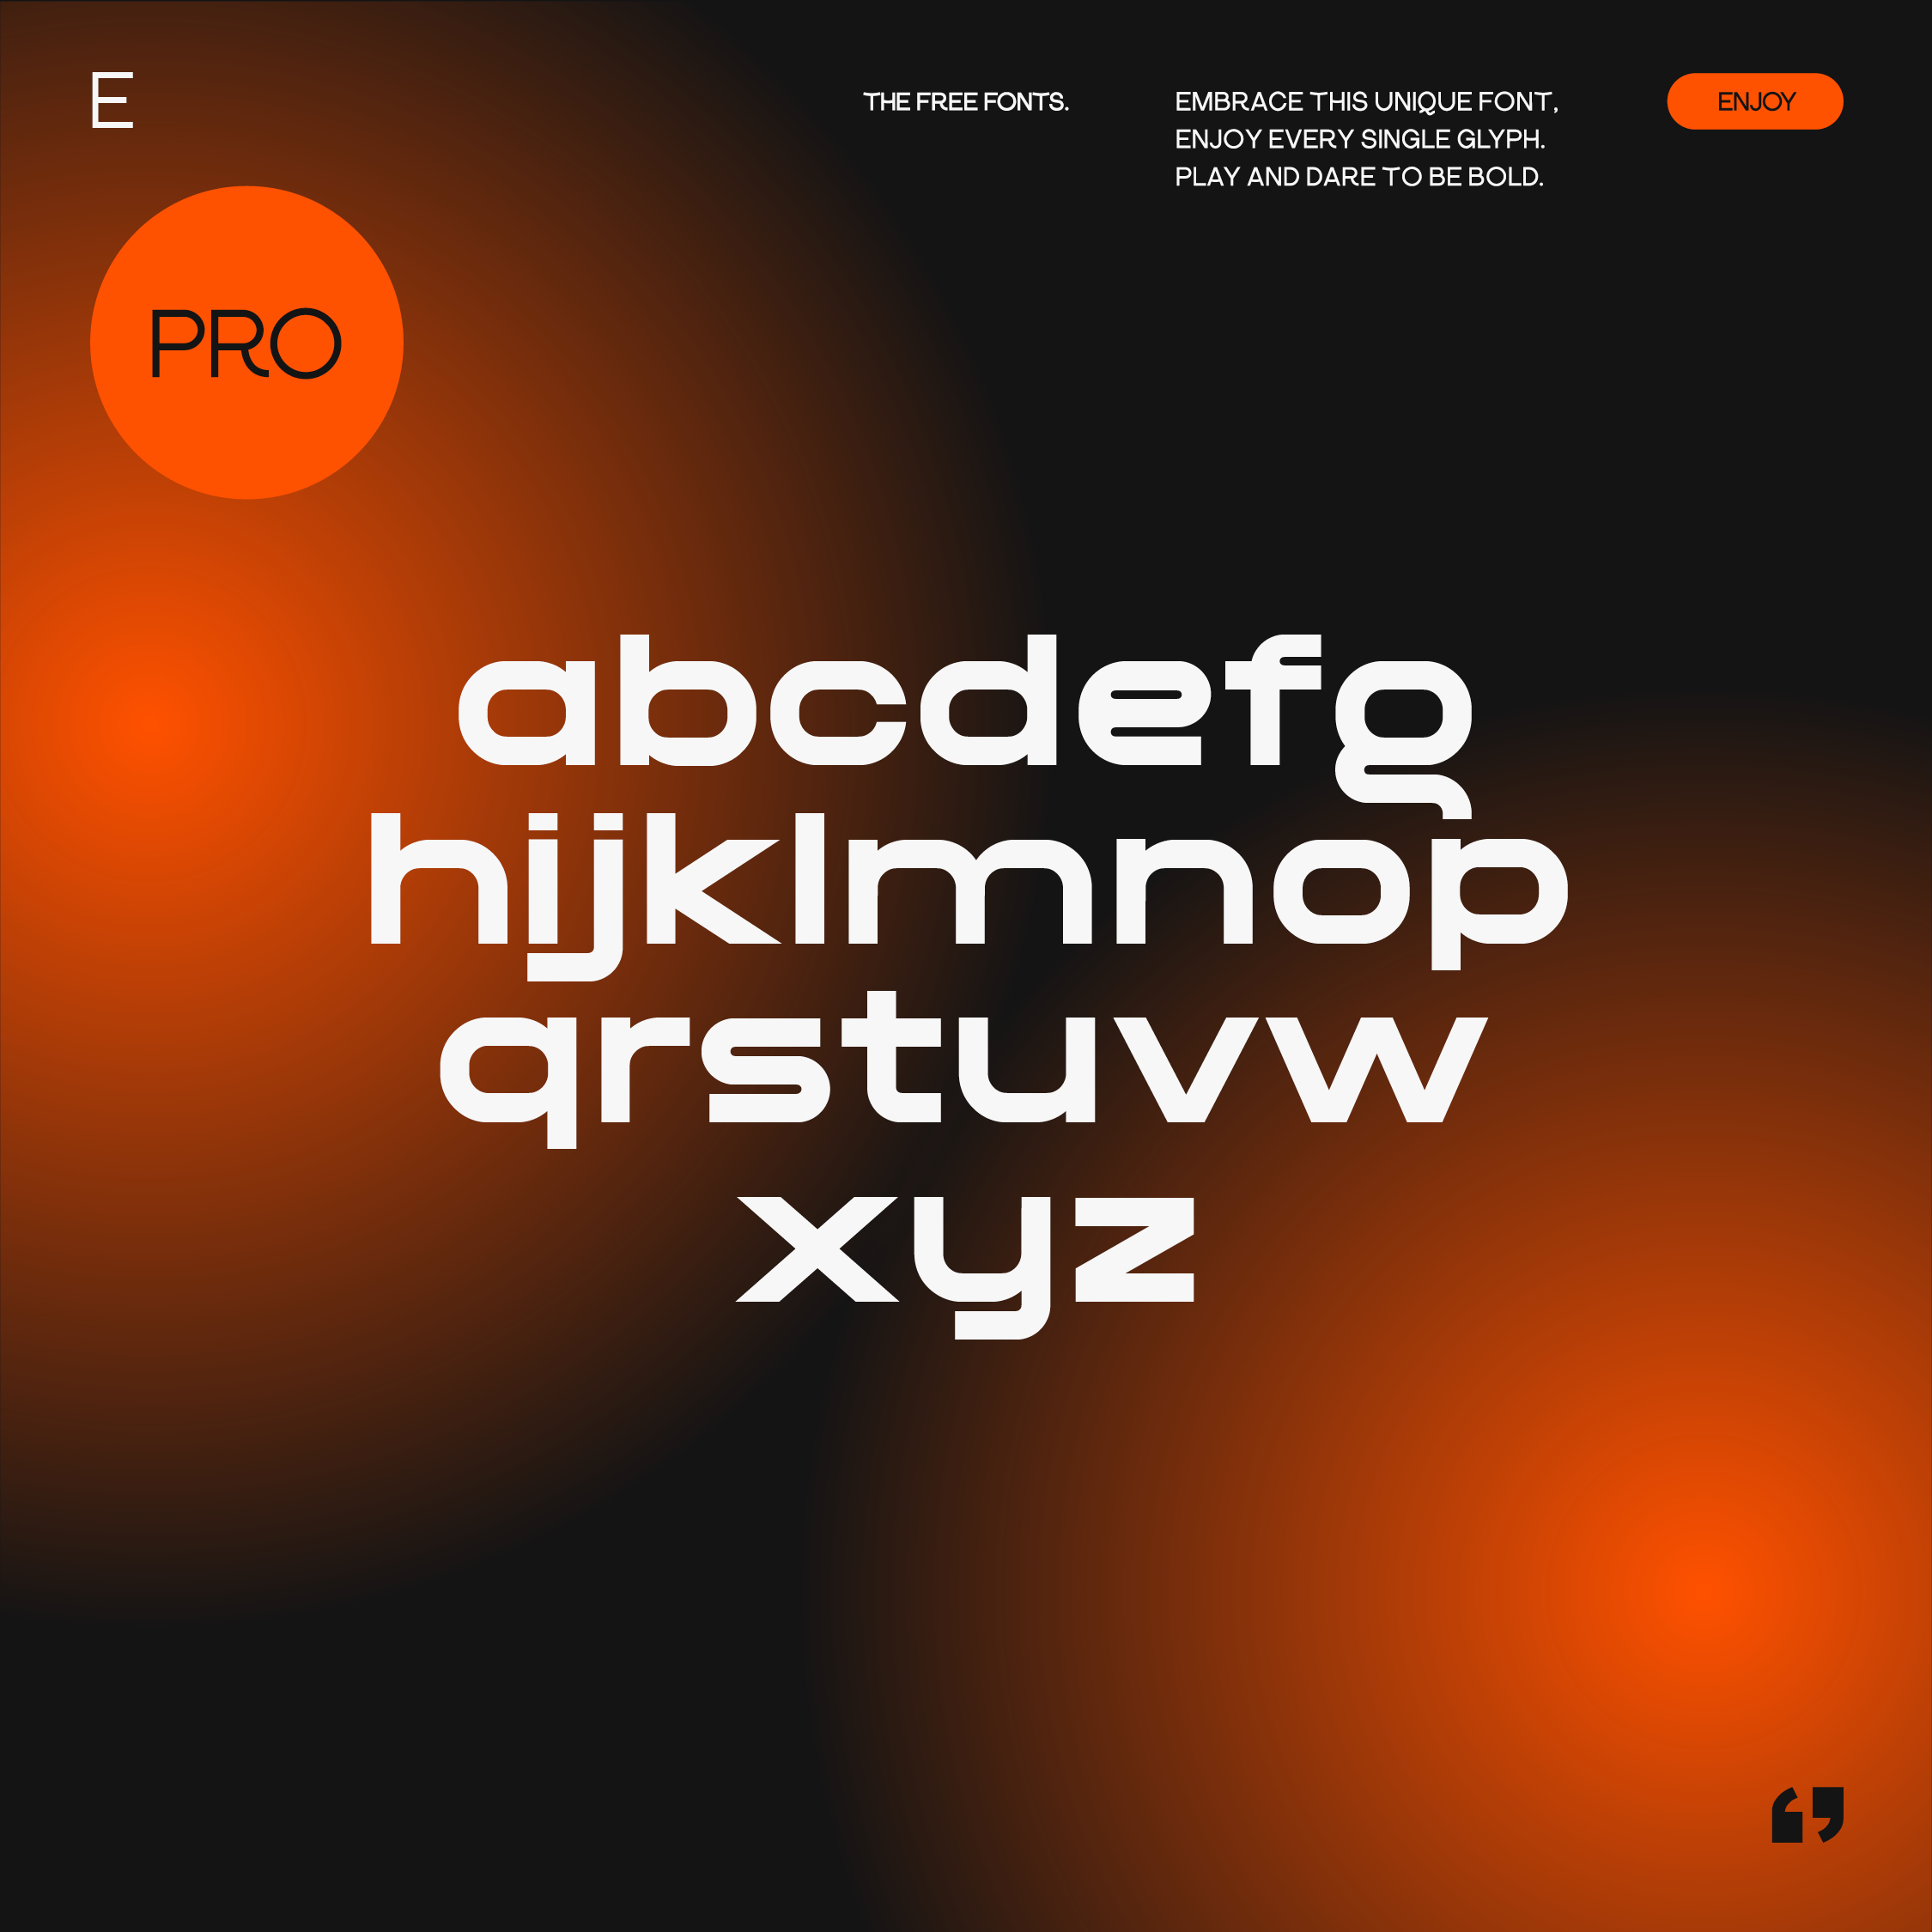 E
THE FREE FONTS.
EMBRACE THIS UNIQUE FONT,
ENJOY EVERY SINGLE GLYPH.
PLAY AND DARE TO BE BOLD.
ENJOY
PRO
abcdefg
hijklmnop
qrstuvw
xyz